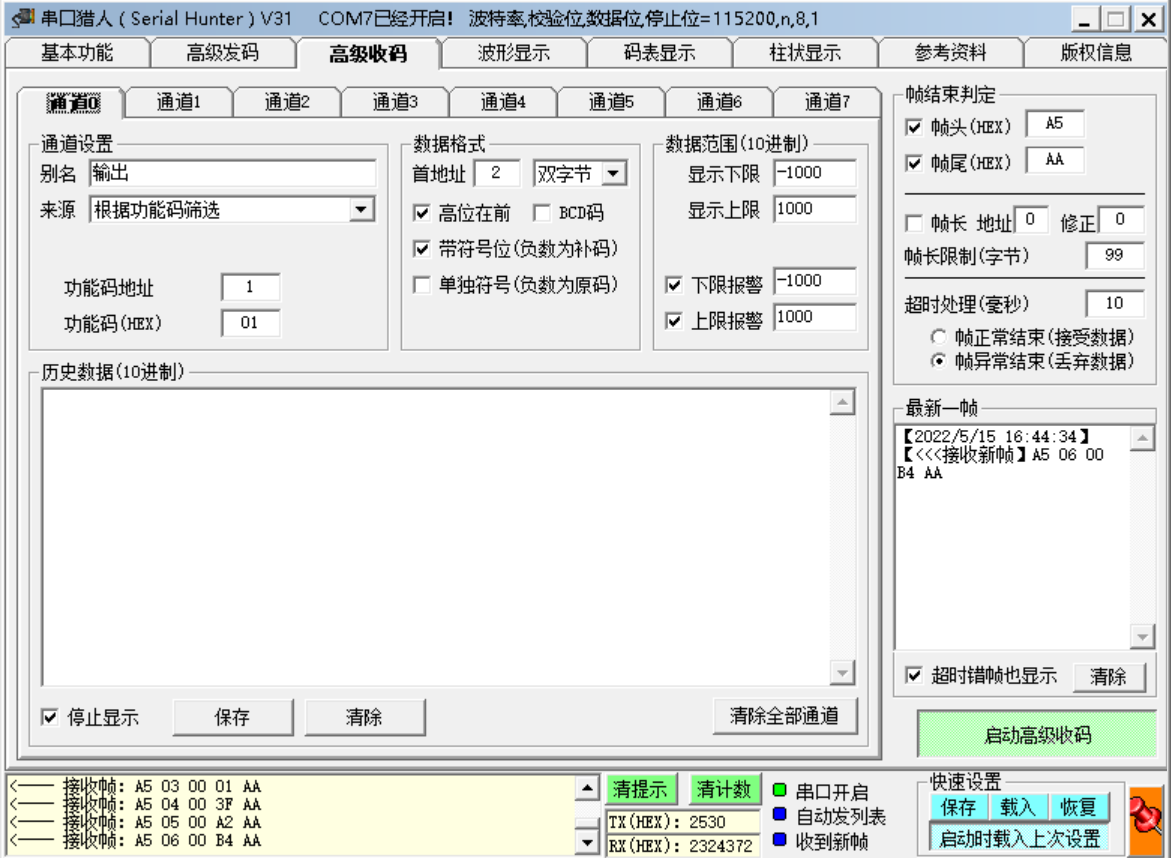 串口猎人 ( Serial Hunter ) V31 COM7已经开启! 波特率,校验位,数据位,停止位=115200,n,8,1
基本功能 高级发码 高级收码 波形显示 码表显示 柱状显示 参考资料 版权信息
通道0 通道1 通道2 通道3 通道4 通道5 通道6 通道7
通道设置
别名 输出
来源 根据功能码筛选
功能码地址 1
功能码(HEX) 01
数据格式
首地址 2 双字节
高位在前 BCD码
带符号位(负数为补码)
单独符号(负数为原码)
数据范围(10进制)
显示下限 -1000
显示上限 1000
下限报警 -1000
上限报警 1000
历史数据(10进制)
停止显示 保存 清除 清除全部通道
帧结束判定
帧头(HEX) A5
帧尾(HEX) AA
帧长 地址 0 修正 0
帧长限制(字节) 99
超时处理(毫秒) 10
帧正常结束(接受数据)
帧异常结束(丢弃数据)
最新一帧
【2022/5/15 16:44:34】
【<<<接收新帧】A5 06 00
B4 AA
超时错帧也显示 清除
启动高级收码
<—— 接收帧: A5 03 00 01 AA
<—— 接收帧: A5 04 00 3F AA
<—— 接收帧: A5 05 00 A2 AA
<—— 接收帧: A5 06 00 B4 AA
清提示 清计数
TX(HEX): 2530
RX(HEX): 2324372
串口开启
自动发列表
收到新帧
快速设置
保存 载入 恢复
启动时载入上次设置